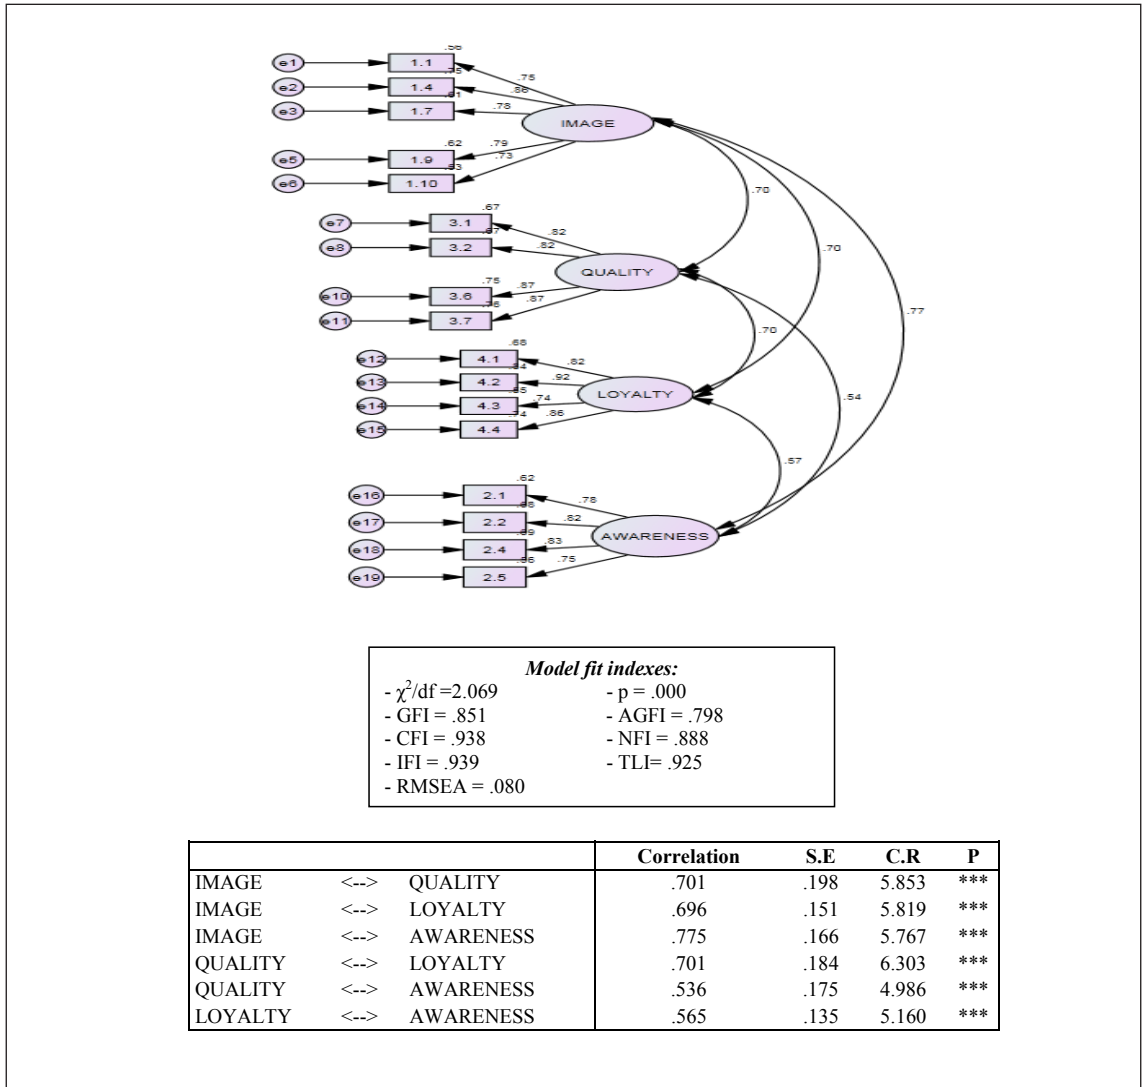 .56
e1 1.1 .75
.75
e2 1.4 .86
e3 1.7 .78
IMAGE
.62
e5 1.9 .79
e6 1.10 .73
.70
.67
e7 3.1 .82
e8 3.2 .82
QUALITY
.70
.75
e10 3.6 .87
.76
e11 3.7 .87
.77
.70
.68
e12 4.1 .82
e13 4.2 .92
e14 4.3 .74
LOYALTY
.54
.74
e15 4.4 .86
.57
.62
e16 2.1 .78
e17 2.2 .82
e18 2.4 .83
AWARENESS
e19 2.5 .75
Model fit indexes:
- χ²/df =2.069 - p = .000
- GFI = .851 - AGFI = .798
- CFI = .938 - NFI = .888
- IFI = .939 - TLI= .925
- RMSEA = .080
Correlation S.E C.R P
IMAGE <--> QUALITY .701 .198 5.853 ***
IMAGE <--> LOYALTY .696 .151 5.819 ***
IMAGE <--> AWARENESS .775 .166 5.767 ***
QUALITY <--> LOYALTY .701 .184 6.303 ***
QUALITY <--> AWARENESS .536 .175 4.986 ***
LOYALTY <--> AWARENESS .565 .135 5.160 ***